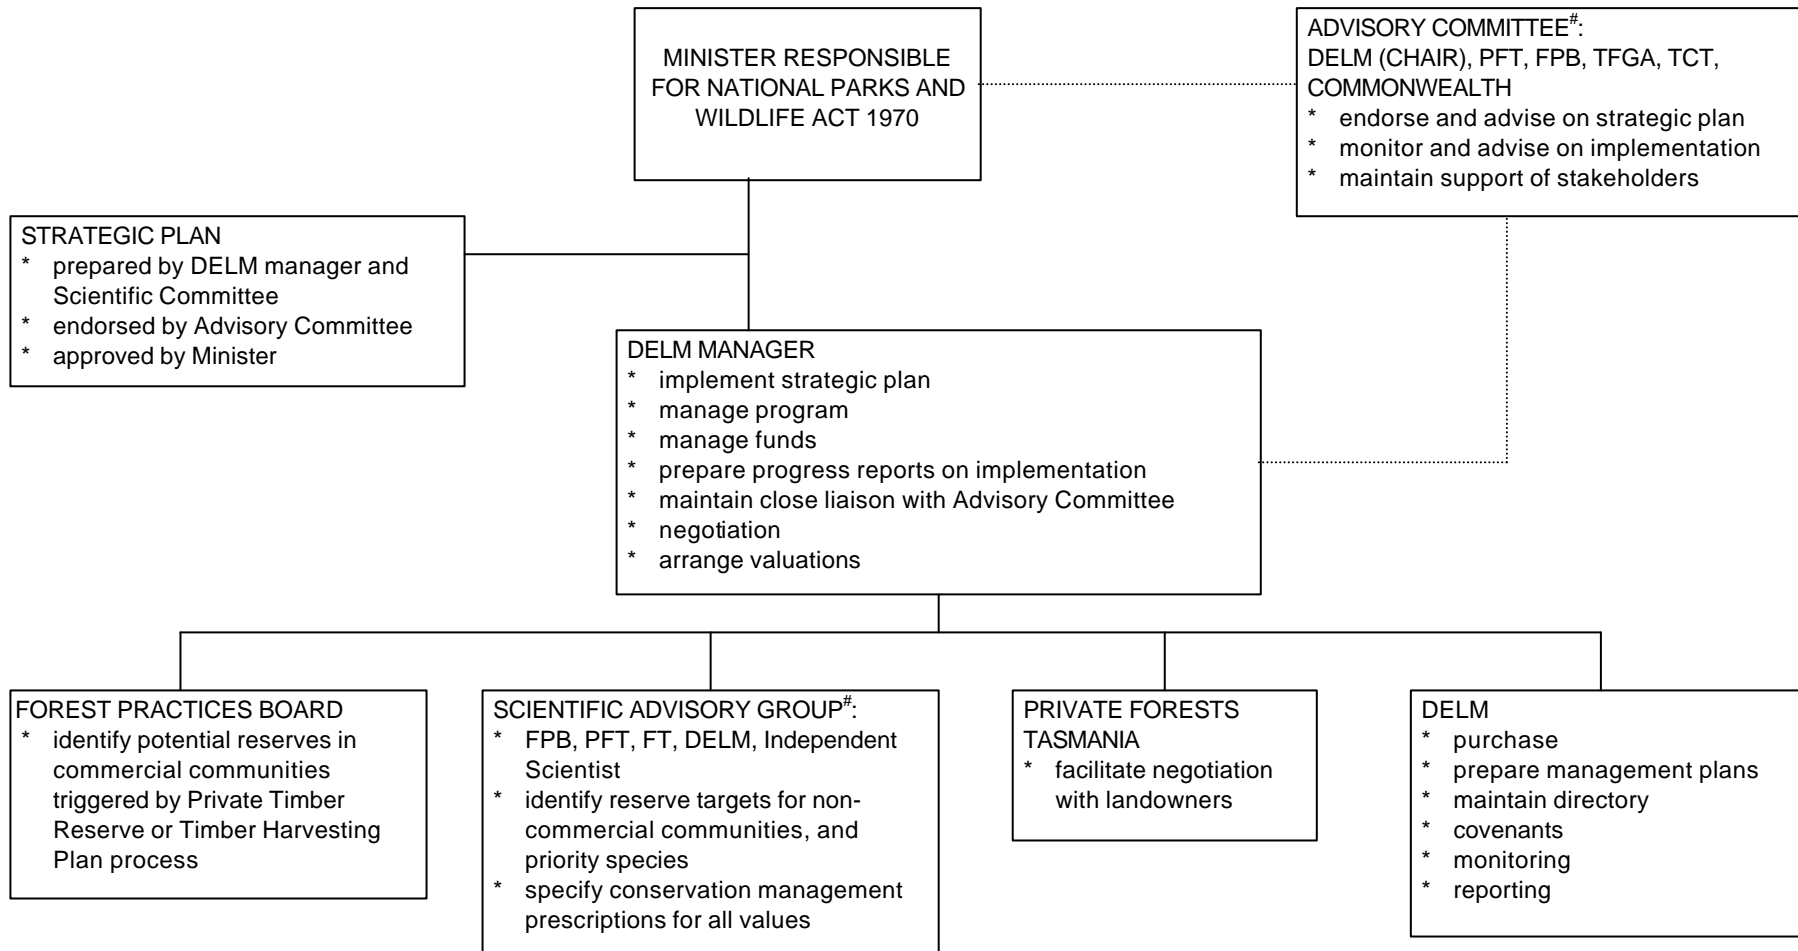 MINISTER RESPONSIBLE
FOR NATIONAL PARKS AND
WILDLIFE ACT 1970
ADVISORY COMMITTEE#:
DELM (CHAIR), PFT, FPB, TFGA, TCT,
COMMONWEALTH
* endorse and advise on strategic plan
* monitor and advise on implementation
* maintain support of stakeholders
STRATEGIC PLAN
* prepared by DELM manager and
Scientific Committee
* endorsed by Advisory Committee
* approved by Minister
DELM MANAGER
* implement strategic plan
* manage program
* manage funds
* prepare progress reports on implementation
* maintain close liaison with Advisory Committee
* negotiation
* arrange valuations
FOREST PRACTICES BOARD
* identify potential reserves in
commercial communities
triggered by Private Timber
Reserve or Timber Harvesting
Plan process
SCIENTIFIC ADVISORY GROUP#:
* FPB, PFT, FT, DELM, Independent
Scientist
* identify reserve targets for non-
commercial communities, and
priority species
* specify conservation management
prescriptions for all values
PRIVATE FORESTS
TASMANIA
* facilitate negotiation
with landowners
DELM
* purchase
* prepare management plans
* maintain directory
* covenants
* monitoring
* reporting